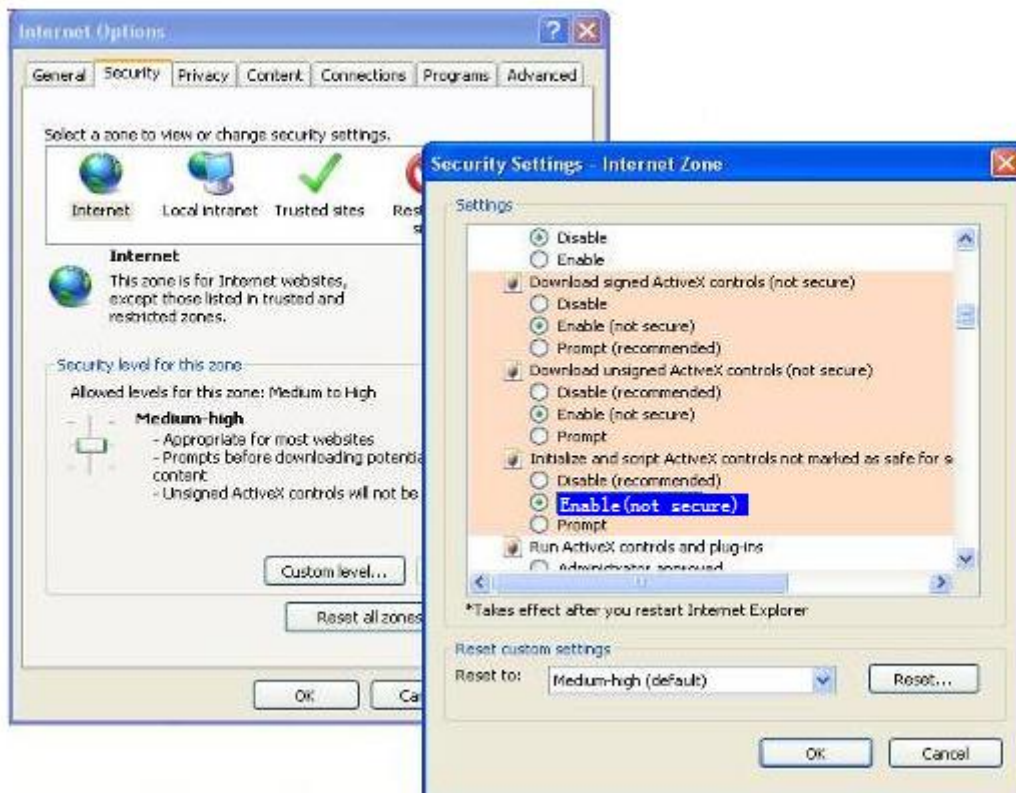 Internet Options
General Security Privacy Content Connections Programs Advanced
Select a zone to view or change security settings.
Internet
Local intranet
Trusted sites
Internet
This zone is for Internet websites,
except those listed in trusted and
restricted zones.
Security level for this zone
Allowed levels for this zone: Medium to High
Medium-high
- Appropriate for most websites
- Prompts before downloading
content
- Unsigned ActiveX controls will not be
Custom level...
Reset all zones
OK
Security Settings - Internet Zone
Settings
Disable
Enable
Download signed ActiveX controls (not secure)
Disable
Enable (not secure)
Prompt (recommended)
Download unsigned ActiveX controls (not secure)
Disable (recommended)
Enable (not secure)
Prompt
Initialize and script ActiveX controls not marked as safe for s
Disable (recommended)
Enable(not secure)
Prompt
Run ActiveX controls and plug-ins
Administrator approved
*Takes effect after you restart Internet Explorer
Reset custom settings
Reset to:
Medium-high (default)
Reset...
OK
Cancel